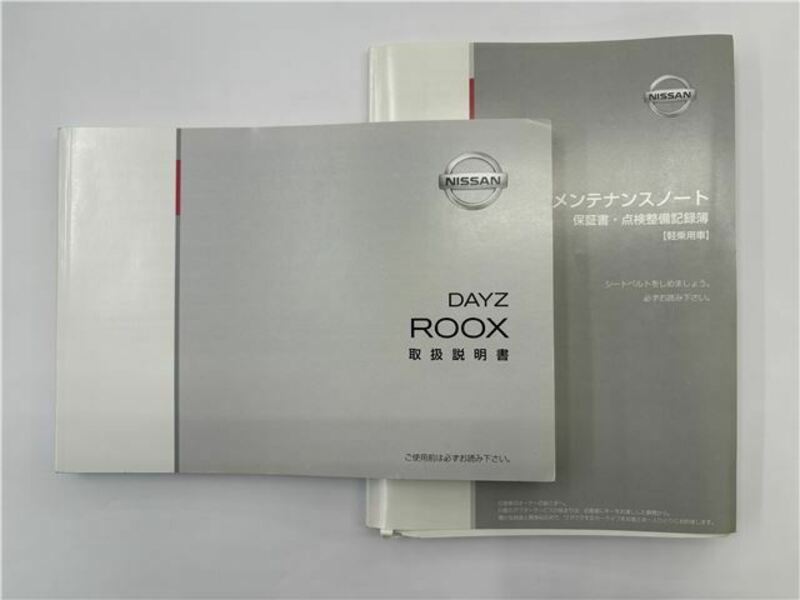 NISSAN
DAYZ
ROOX
取扱説明書
ご使用前は必ずお読み下さい。
NISSAN
メンテナンスノート
保証書・点検整備記録簿
【軽乗用車】
シートベルトをしめましょう。
必ずお読み下さい。